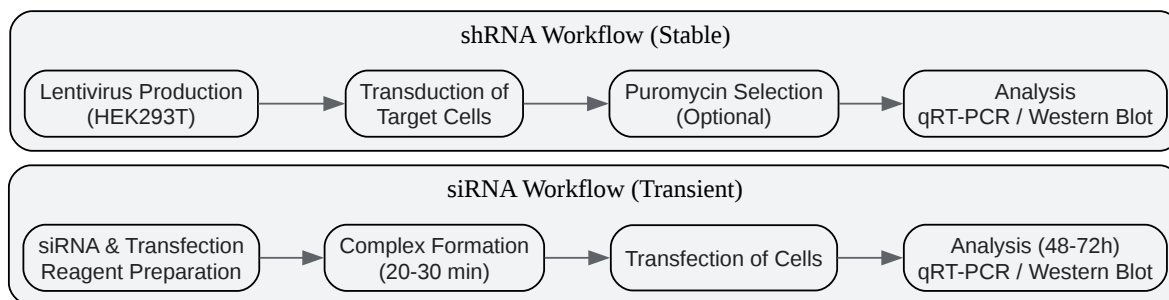 shRNA Workflow (Stable)
Lentivirus Production
(HEK293T)
Transduction of
Target Cells
Puromycin Selection
(Optional)
Analysis
qRT-PCR / Western Blot
siRNA Workflow (Transient)
siRNA & Transfection
Reagent Preparation
Complex Formation
(20-30 min)
Transfection of Cells
Analysis (48-72h)
qRT-PCR / Western Blot